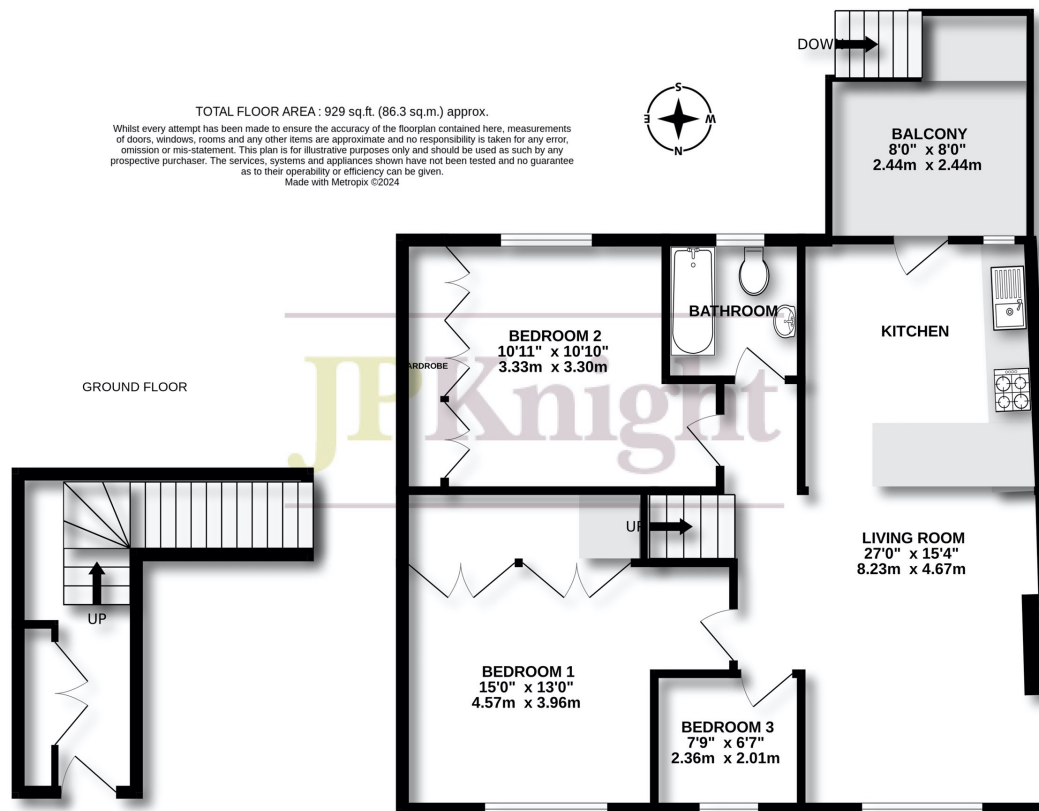 TOTAL FLOOR AREA : 929 sq.ft. (86.3 sq.m.) approx.
Whilst every attempt has been made to ensure the accuracy of the floorplan contained here, measurements
of doors, windows, rooms and any other items are approximate and no responsibility is taken for any error,
omission or mis-statement. This plan is for illustrative purposes only and should be used as such by any
prospective purchaser. The services, systems and appliances shown have not been tested and no guarantee
as to their operability or efficiency can be given.
Made with Metropix ©2024
S
E
W
N
DOWN
BALCONY
8'0" x 8'0"
2.44m x 2.44m
BATHROOM
KITCHEN
BEDROOM 2
10'11" x 10'10"
3.33m x 3.30m
ARDROBE
GROUND FLOOR
JPKnight
UP
LIVING ROOM
27'0" x 15'4"
8.23m x 4.67m
UP
BEDROOM 1
15'0" x 13'0"
4.57m x 3.96m
BEDROOM 3
7'9" x 6'7"
2.36m x 2.01m